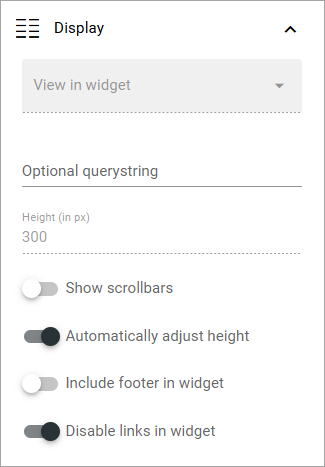 Display
View in widget
Optional querystring
Height (in px)
300
Show scrollbars
Automatically adjust height
Include footer in widget
Disable links in widget